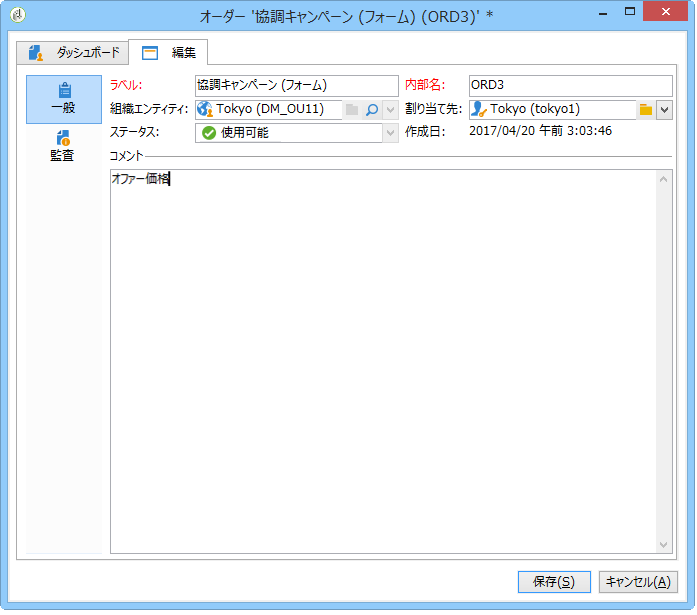 オーダー '協調キャンペーン (フォーム) (ORD3)' *
ダッシュボード 編集
一般
監査
ラベル: 協調キャンペーン (フォーム) 内部名: ORD3
組織エンティティ: Tokyo (DM_OU11) 割り当て先: Tokyo (tokyo1)
ステータス: 使用可能 作成日: 2017/04/20 午前 3:03:46
コメント
オファー価格
保存(S) キャンセル(A)